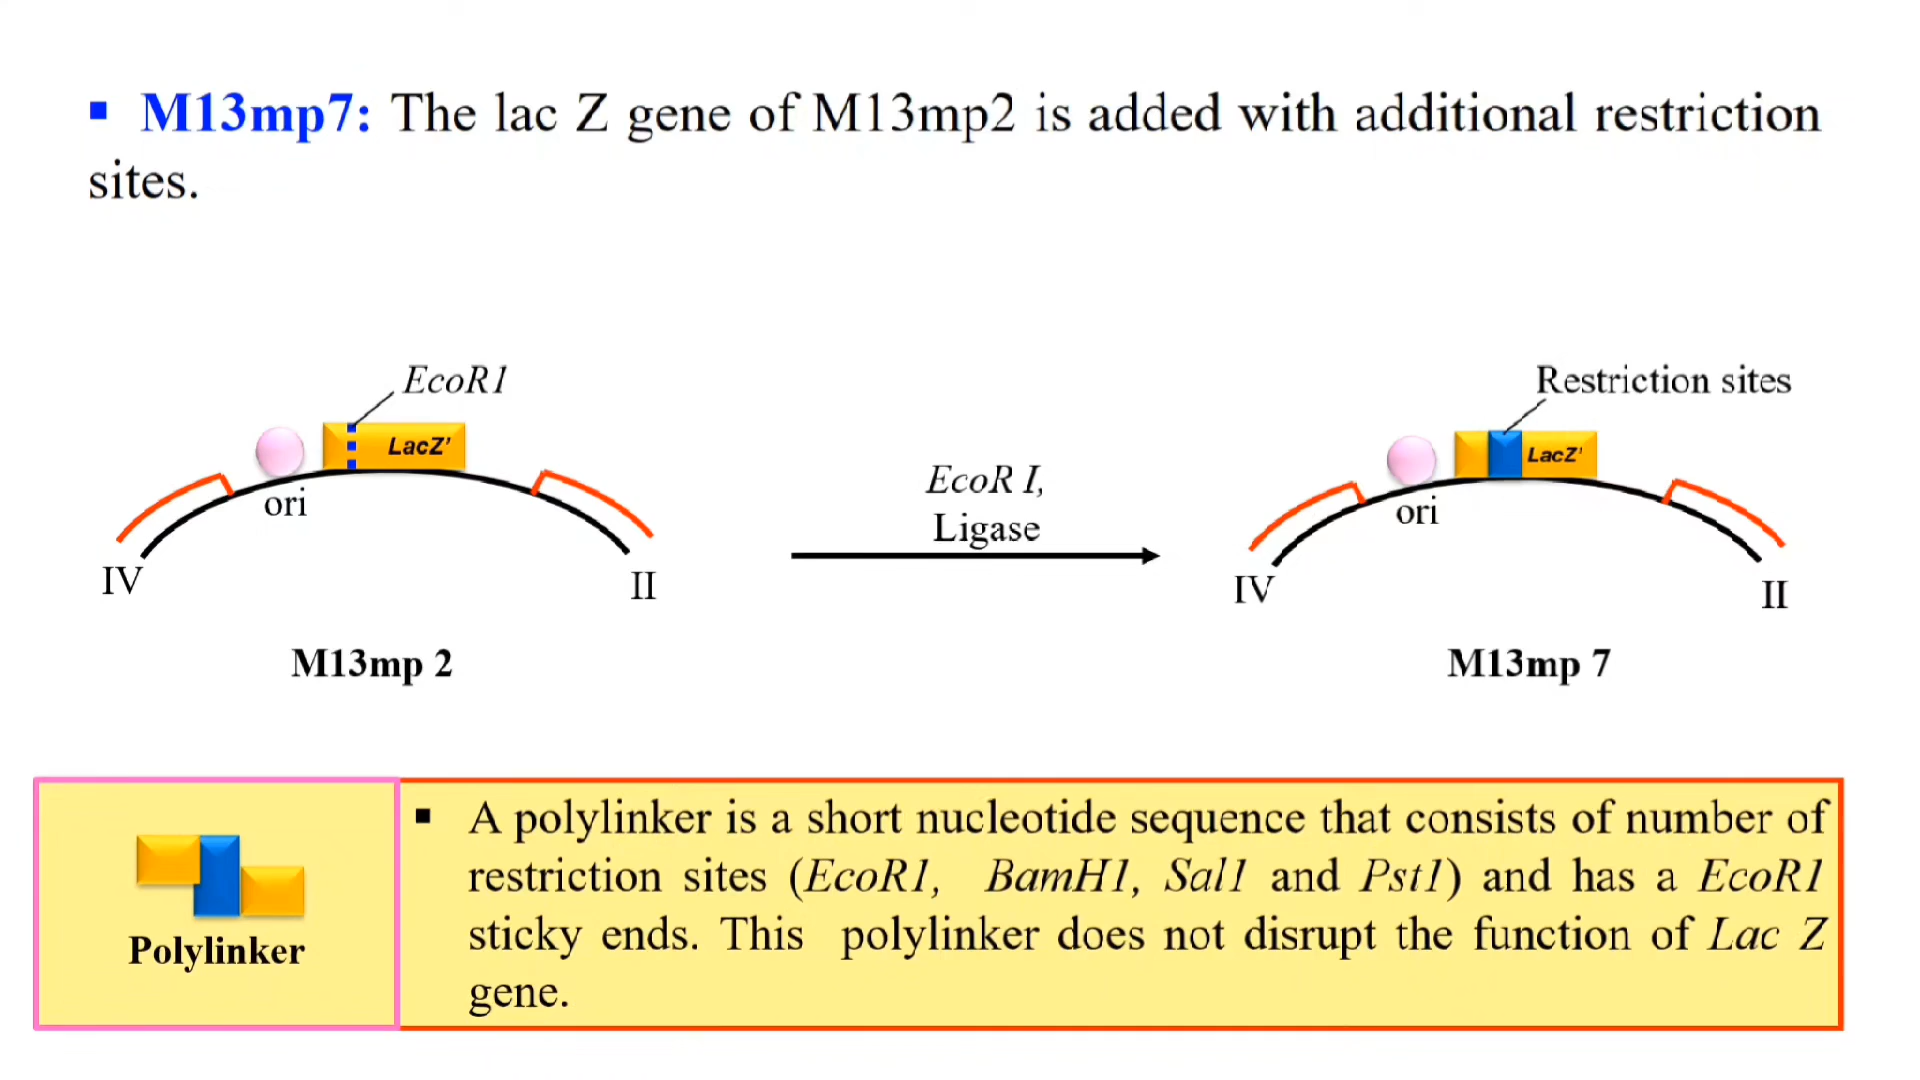 ▪ M13mp7: The lac Z gene of M13mp2 is added with additional restriction
sites.
EcoR1
LacZ'
ori
IV
II
M13mp 2
EcoR I,
Ligase
Restriction sites
LacZ'
ori
IV
II
M13mp 7
Polylinker
▪ A polylinker is a short nucleotide sequence that consists of number of
restriction sites (EcoR1, BamH1, Sal1 and Pst1) and has a EcoR1
sticky ends. This polylinker does not disrupt the function of Lac Z
gene.